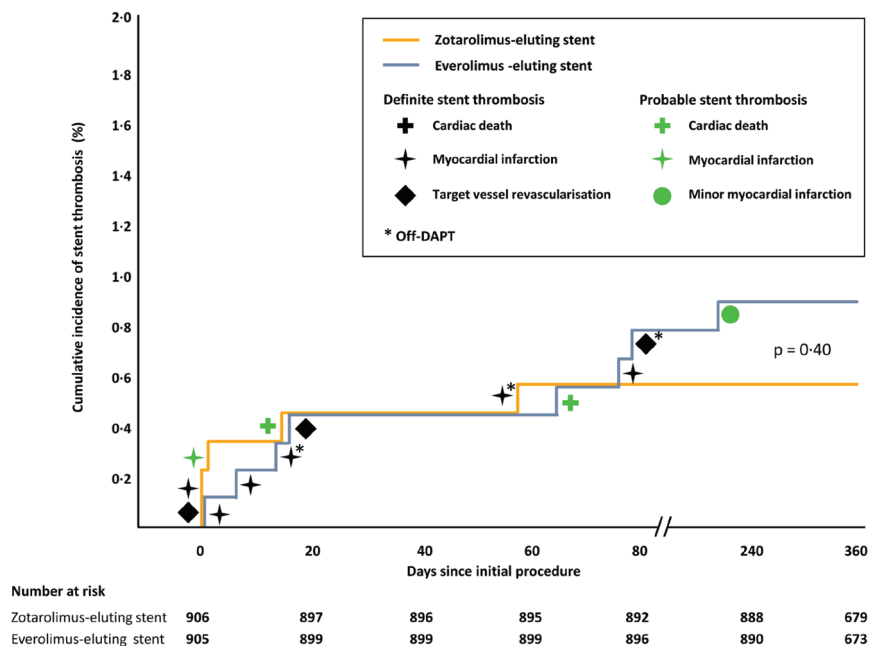 2·0
1·8
1·6
1·4
1·2
1·0
0·8
0·6
0·4
0·2
Cumulative incidence of stent thrombosis (%)
Zotarolimus-eluting stent
Everolimus -eluting stent
Definite stent thrombosis
Cardiac death
Myocardial infarction
Target vessel revascularisation
* Off-DAPT
Probable stent thrombosis
Cardiac death
Myocardial infarction
Minor myocardial infarction
*
*
*
p = 0·40
0 20 40 60 80 240 360
Days since initial procedure
Number at risk
Zotarolimus-eluting stent 906 897 896 895 892 888 679
Everolimus-eluting stent 905 899 899 899 896 890 673